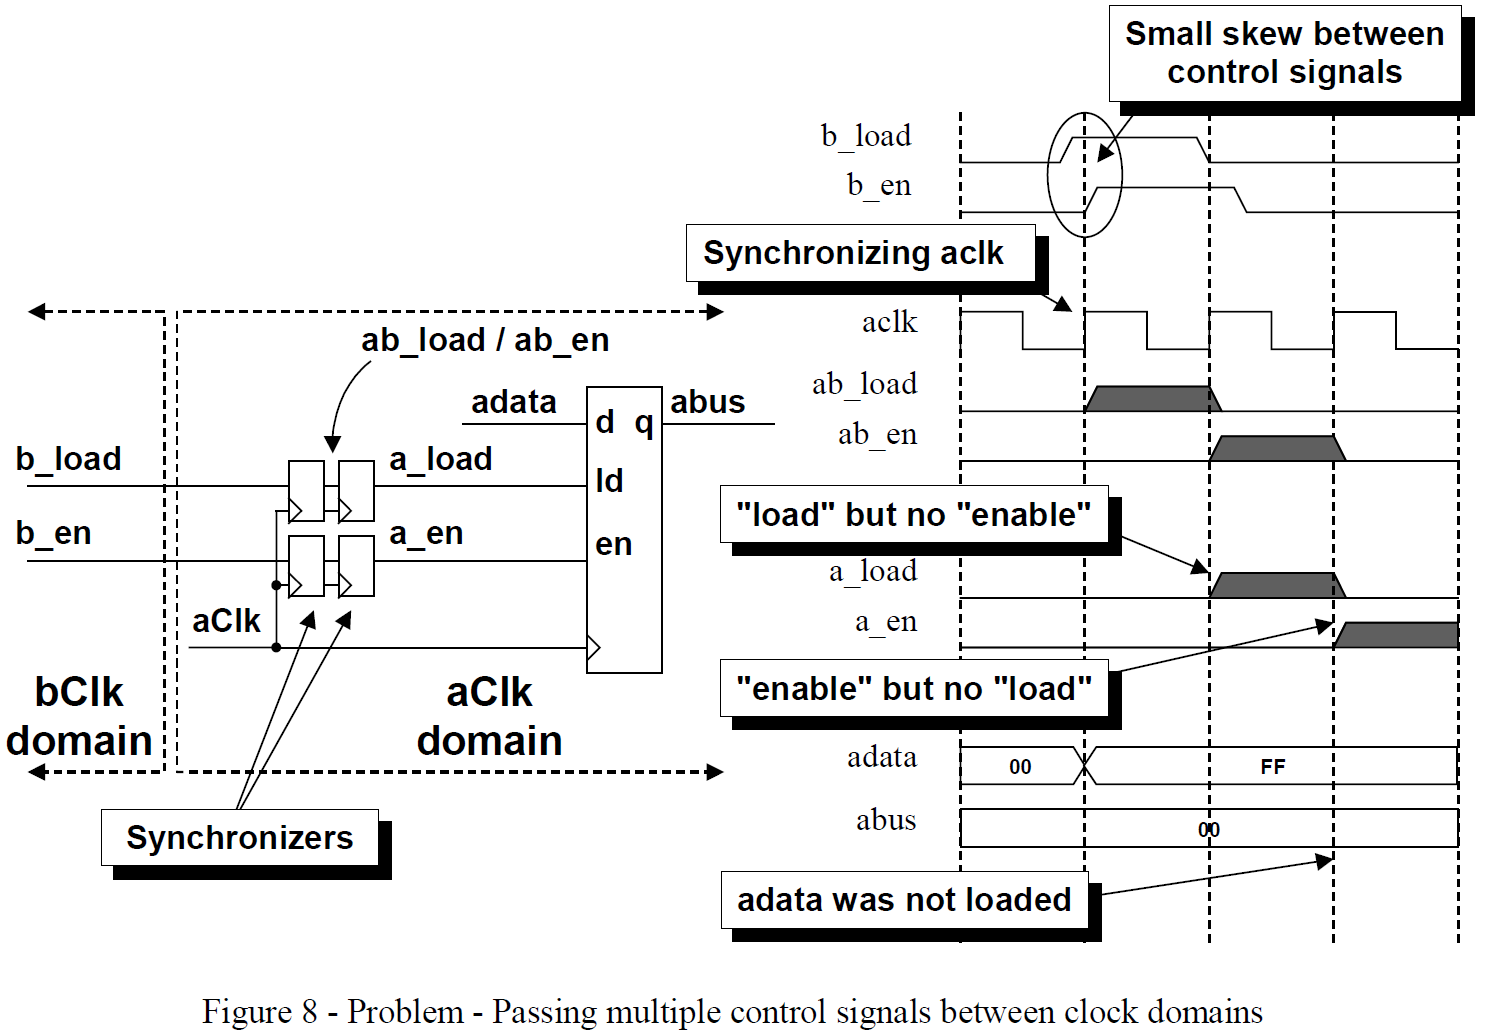 Small skew between
control signals
b_load
b_en
Synchronizing aclk
aclk
ab_load
ab_en
"load" but no "enable"
a_load
a_en
"enable" but no "load"
adata
00
FF
abus
00
adata was not loaded
ab_load / ab_en
adata
d q
abus
b_load
a_load
ld
b_en
a_en
en
aClk
bClk
domain
aClk
domain
Synchronizers
Figure 8 - Problem - Passing multiple control signals between clock domains